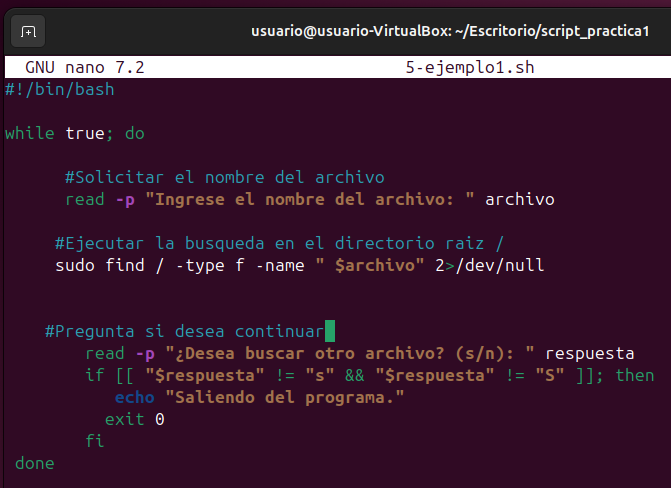 usuario@usuario-VirtualBox: ~/Escritorio/script_practica1
GNU nano 7.2 5-ejemplo1.sh
#!/bin/bash
while true; do
#Solicitar el nombre del archivo
read -p "Ingrese el nombre del archivo: " archivo
#Ejecutar la busqueda en el directorio raiz /
sudo find / -type f -name " $archivo" 2>/dev/null
#Pregunta si desea continuar
read -p "¿Desea buscar otro archivo? (s/n): " respuesta
if [[ "$respuesta" != "s" && "$respuesta" != "S" ]]; then
echo "Saliendo del programa."
exit 0
fi
done